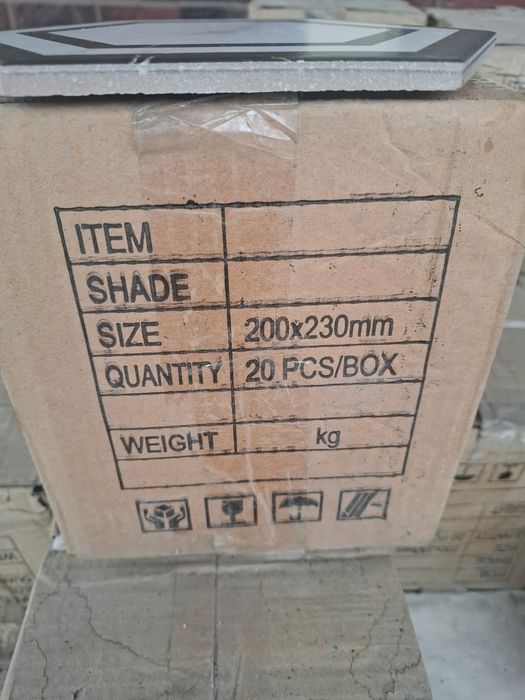 ITEM
SHADE
SIZE 200x230mm
QUANTITY 20 PCS/BOX
WEIGHT kg